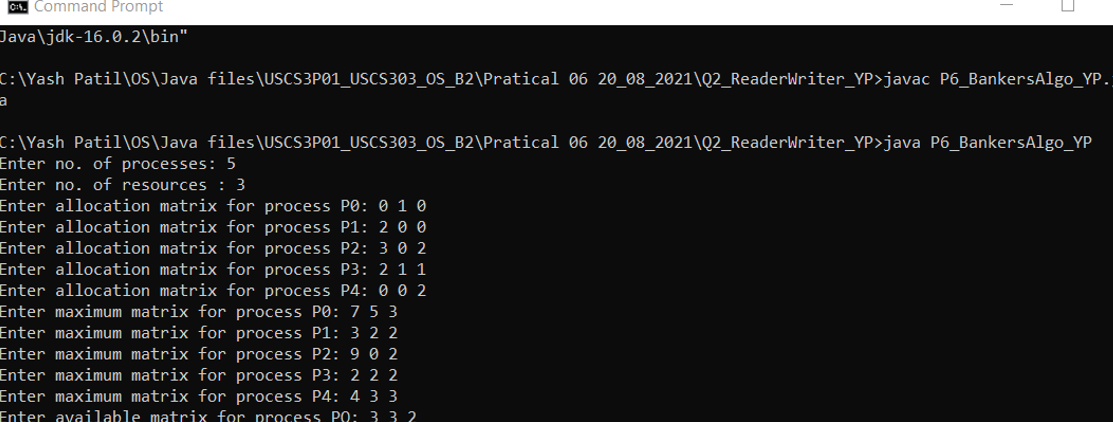 Command Prompt
Java\jdk-16.0.2\bin"
C:\Yash Patil\OS\Java files\USCS3P01_USCS303_OS_B2\Pratical 06 20_08_2021\Q2_ReaderWriter_YP>javac P6_BankersAlgo_YP.j
a
C:\Yash Patil\OS\Java files\USCS3P01_USCS303_OS_B2\Pratical 06 20_08_2021\Q2_ReaderWriter_YP>java P6_BankersAlgo_YP
Enter no. of processes: 5
Enter no. of resources : 3
Enter allocation matrix for process P0: 0 1 0
Enter allocation matrix for process P1: 2 0 0
Enter allocation matrix for process P2: 3 0 2
Enter allocation matrix for process P3: 2 1 1
Enter allocation matrix for process P4: 0 0 2
Enter maximum matrix for process P0: 7 5 3
Enter maximum matrix for process P1: 3 2 2
Enter maximum matrix for process P2: 9 0 2
Enter maximum matrix for process P3: 2 2 2
Enter maximum matrix for process P4: 4 3 3
Enter available matrix for process PO: 3 3 2